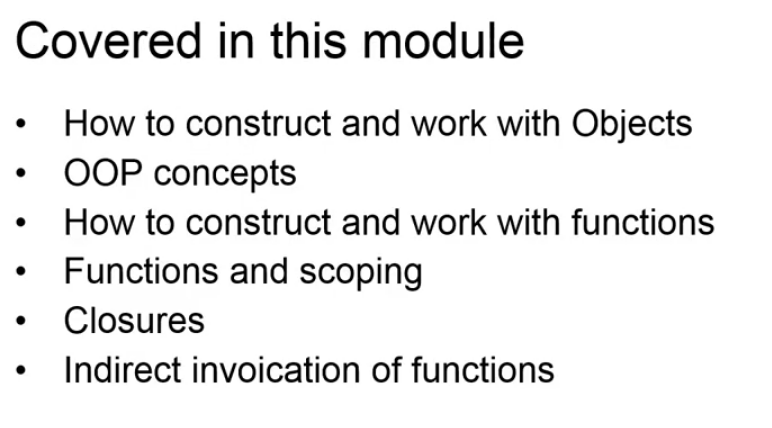 Covered in this module
• How to construct and work with Objects
• OOP concepts
• How to construct and work with functions
• Functions and scoping
• Closures
• Indirect invoication of functions